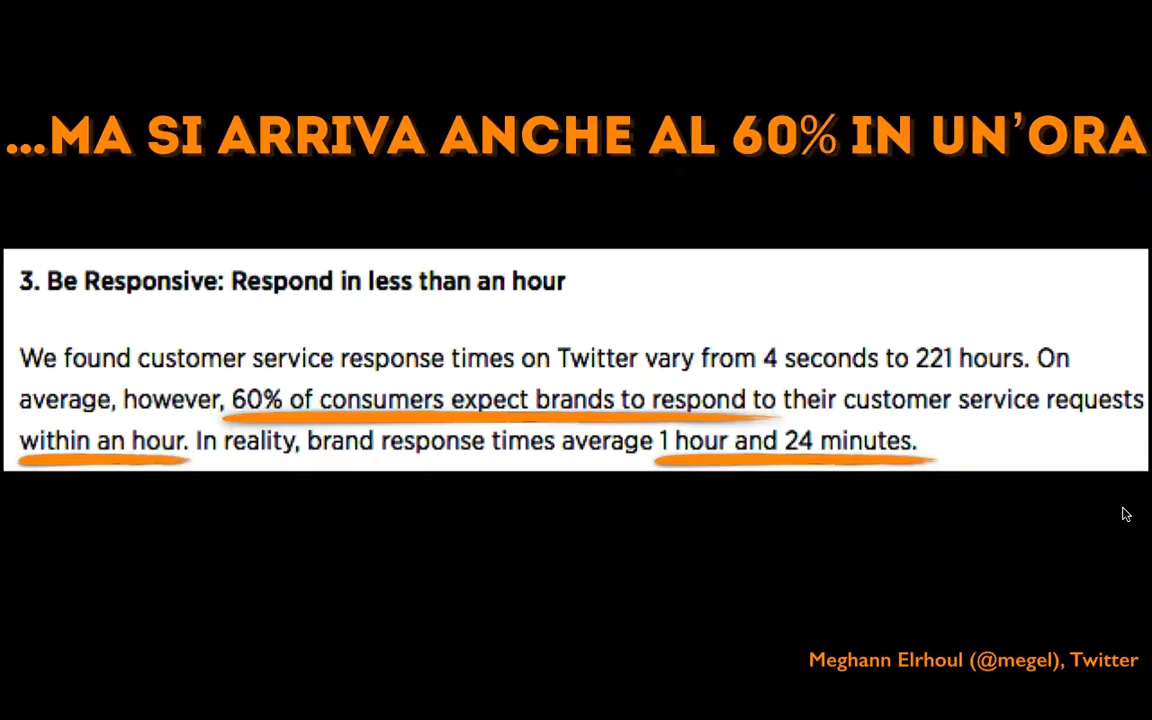 ...MA SI ARRIVA ANCHE AL 60% IN UN'ORA
3. Be Responsive: Respond in less than an hour
We found customer service response times on Twitter vary from 4 seconds to 221 hours. On
average, however, 60% of consumers expect brands to respond to their customer service requests
within an hour. In reality, brand response times average 1 hour and 24 minutes.
Meghann Elrhoul (@megel), Twitter